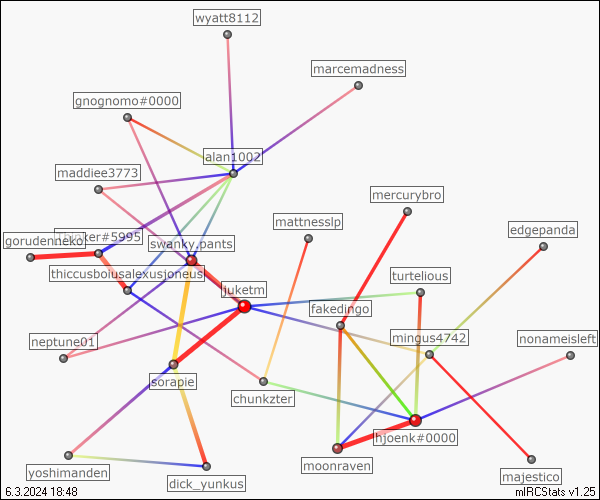 wyatt8112
marcemadness
gnognomo#0000
alan1002
maddiee3773
mercurybro
mattnesslp
edgepanda
gorudenneko
Thinker#5995
swanky.pants
thiccusboiusalexusjoneus
turtelious
juketm
fakedingo
neptune01
mingus4742
nonameisleft
sorapie
chunkzter
hjoenk#0000
moonraven
yoshimanden
dick_yunkus
majestico
6.3.2024 18:48
mIRCStats v1.25